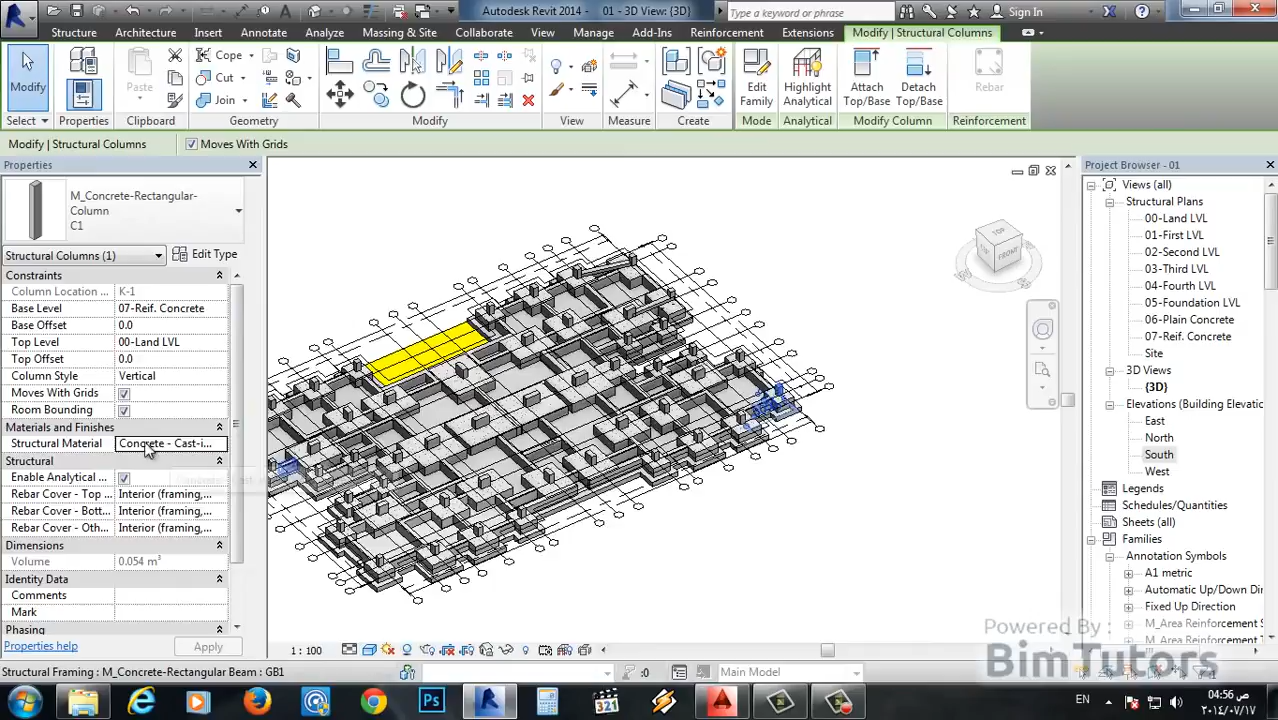 Autodesk Revit 2014 - 01 - 3D View: {3D}
Type a keyword or phrase
Sign In
Structure Architecture Insert Annotate Analyze Massing & Site Collaborate View Manage Add-Ins Reinforcement Extensions Modify | Structural Columns
Modify
Select
Properties
Paste
Clipboard
Cope
Cut
Join
Geometry
Modify
View
Measure
Create
Edit Family
Mode
Highlight Analytical
Analytical
Attach Top/Base
Detach Top/Base
Modify Column
Rebar
Reinforcement
Modify | Structural Columns
Moves With Grids
Properties
M_Concrete-Rectangular-
Column
C1
Structural Columns (1)
Edit Type
Constraints
Column Location ... K-1
Base Level 07-Reif. Concrete
Base Offset 0.0
Top Level 00-Land LVL
Top Offset 0.0
Column Style Vertical
Moves With Grids
Room Bounding
Materials and Finishes
Structural Material Concrete - Cast-i...
Structural
Enable Analytical ...
Rebar Cover - Top ... Interior (framing,...
Rebar Cover - Bott... Interior (framing,...
Rebar Cover - Oth... Interior (framing,...
Dimensions
Volume 0.054 m³
Identity Data
Comments
Mark
Phasing
Properties help
Apply
TOP
FRONT
Project Browser - 01
Views (all)
Structural Plans
00-Land LVL
01-First LVL
02-Second LVL
03-Third LVL
04-Fourth LVL
05-Foundation LVL
06-Plain Concrete
07-Reif. Concrete
Site
3D Views
{3D}
Elevations (Building Elevatio
East
North
South
West
Legends
Schedules/Quantities
Sheets (all)
Families
Annotation Symbols
A1 metric
Automatic Up/Down Di
Fixed Up Direction
M_Area Reinforcement S
Powered By :
BimTutors
1 : 100
Structural Framing : M_Concrete-Rectangular Beam : GB1
:0
Main Model
Ps
321
EN
04:56 ص
٢٠١٤/٠٧/١٧